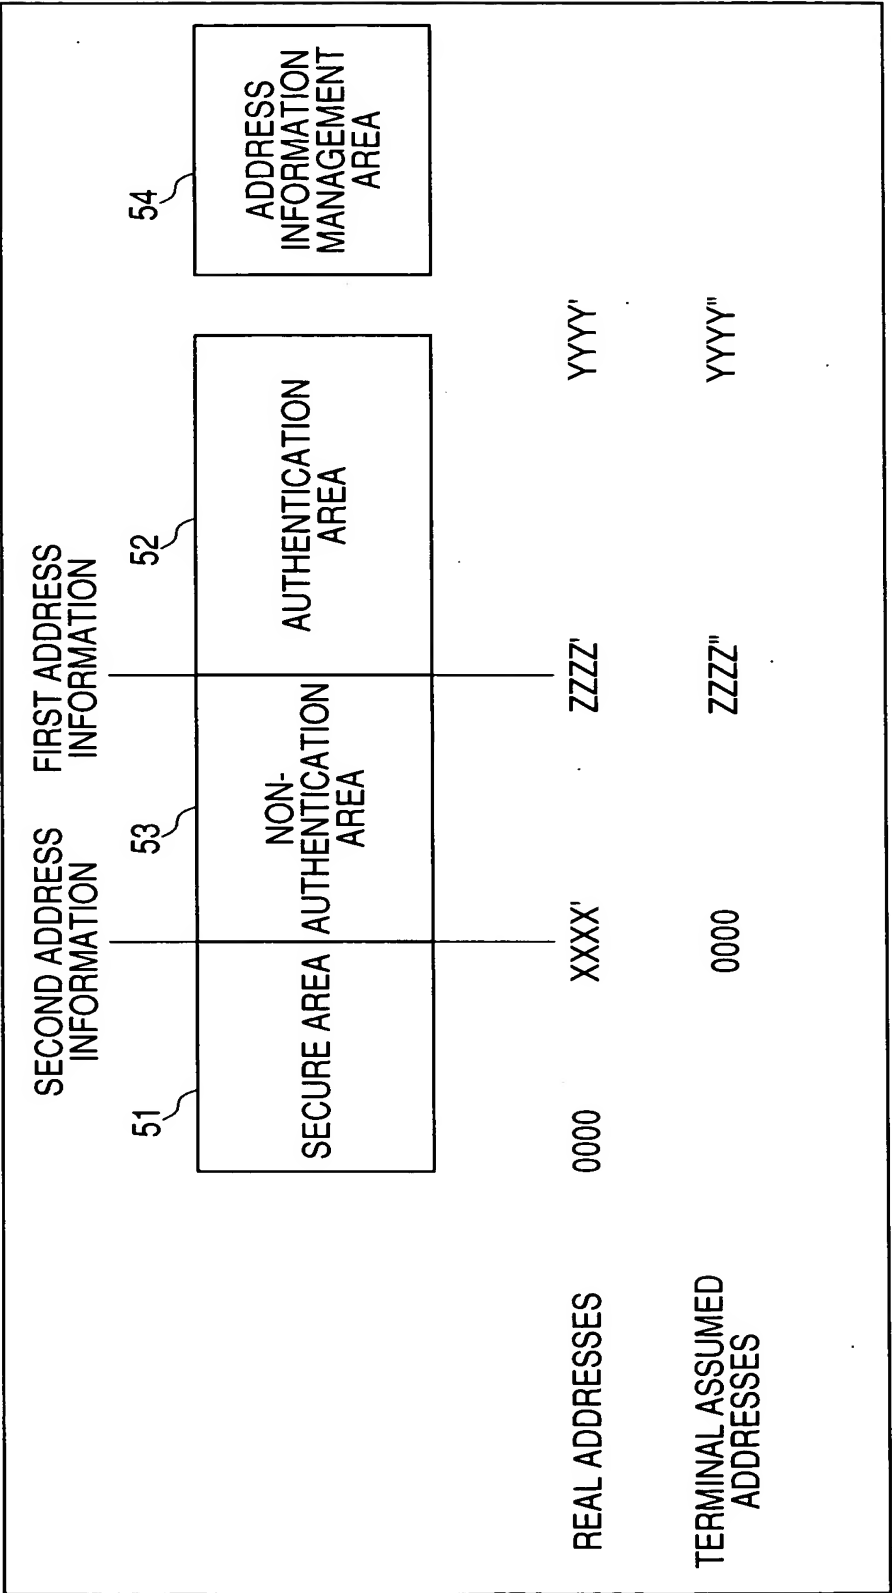 SECOND ADDRESS
INFORMATION
FIRST ADDRESS
INFORMATION
51
53
52
54
SECURE AREA
NON-
AUTHENTICATION
AREA
AUTHENTICATION
AREA
ADDRESS
INFORMATION
MANAGEMENT
AREA
REAL ADDRESSES
0000
XXXX'
ZZZZ'
YYYY'
TERMINAL ASSUMED
ADDRESSES
0000
ZZZZ"
YYYY"